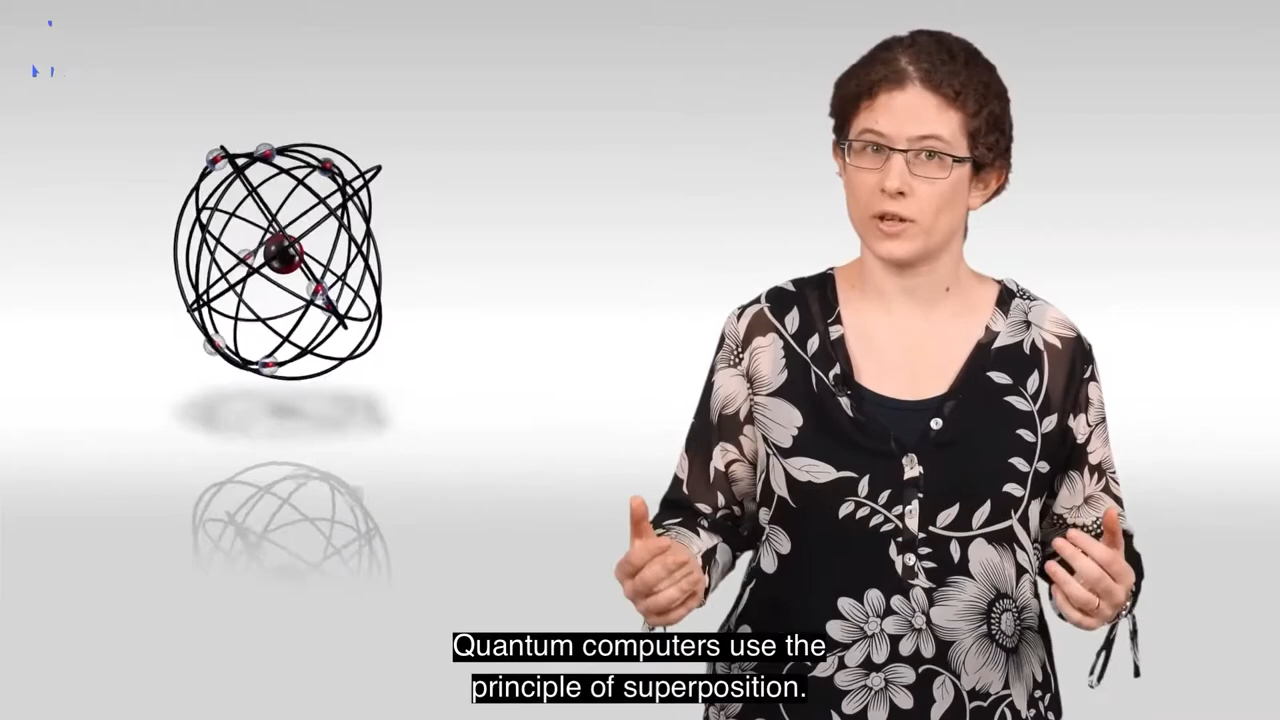 Quantum computers use the
principle of superposition.